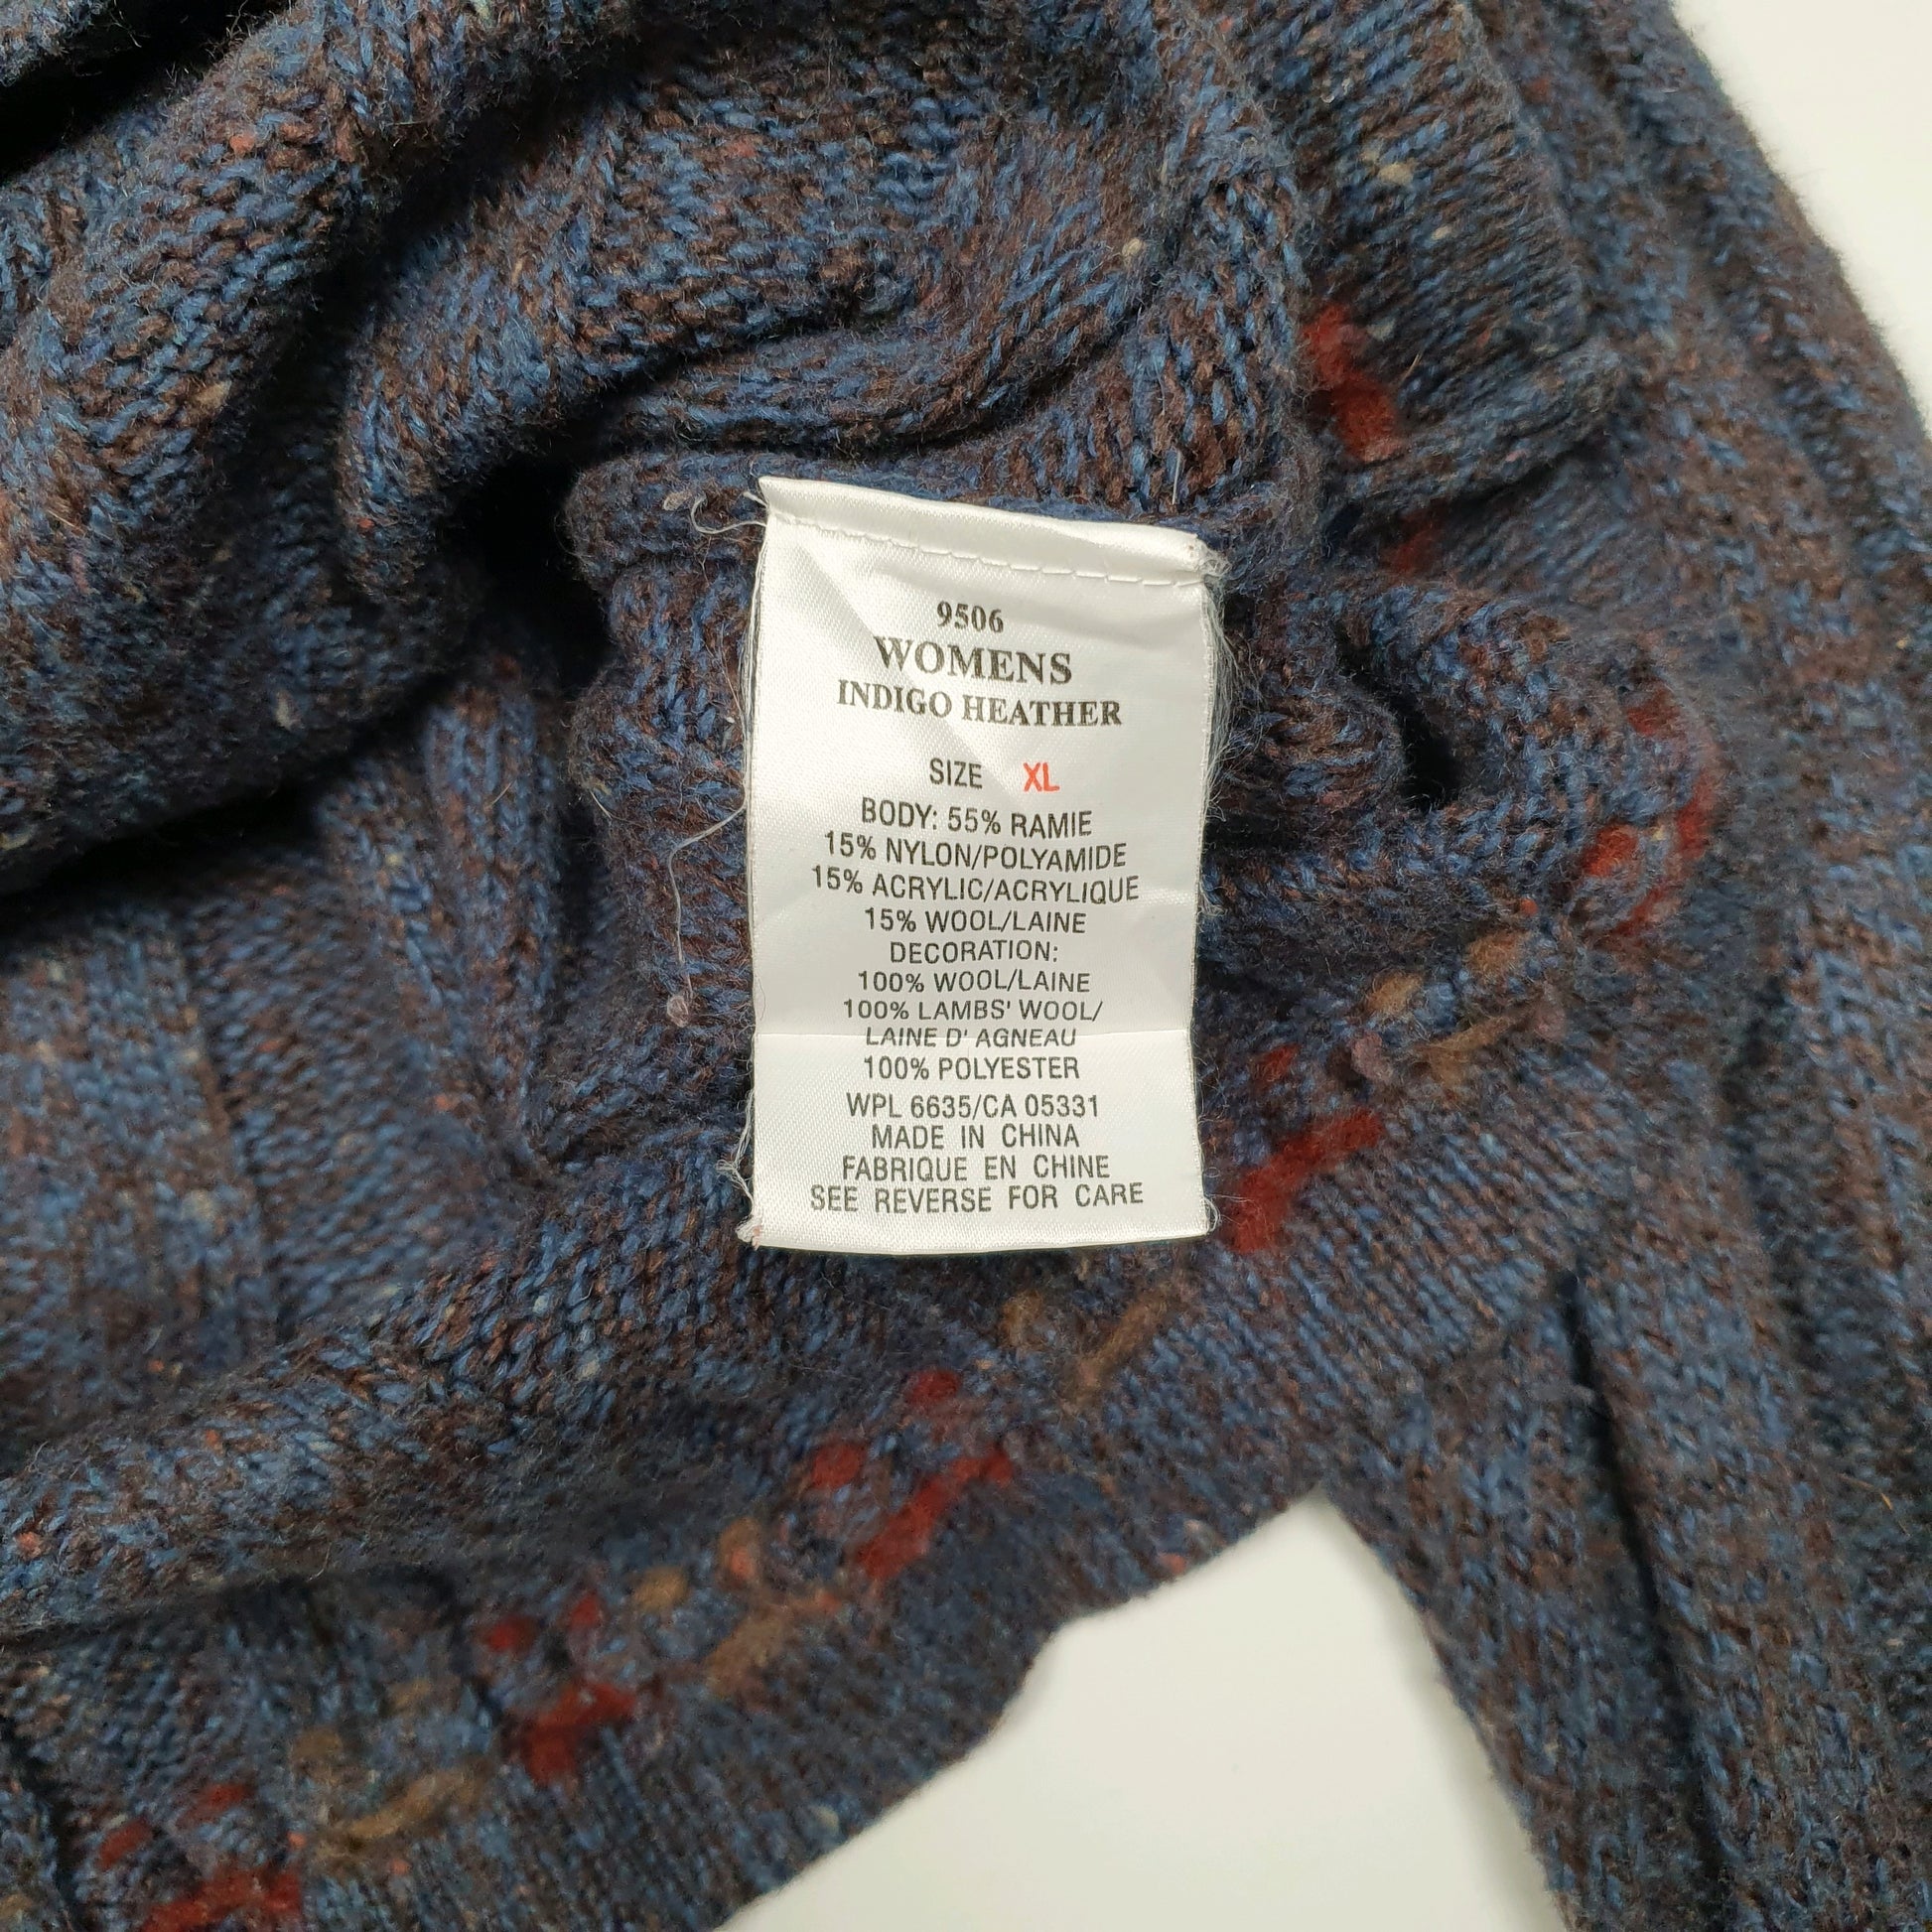 9506
WOMENS
INDIGO HEATHER
SIZE XL
BODY: 55% RAMIE
15% NYLON/POLYAMIDE
15% ACRYLIC/ACRYLIQUE
15% WOOL/LAINE
DECORATION:
100% WOOL/LAINE
100% LAMBS' WOOL/
LAINE D' AGNEAU
100% POLYESTER
WPL 6635/CA 05331
MADE IN CHINA
FABRIQUE EN CHINE
SEE REVERSE FOR CARE